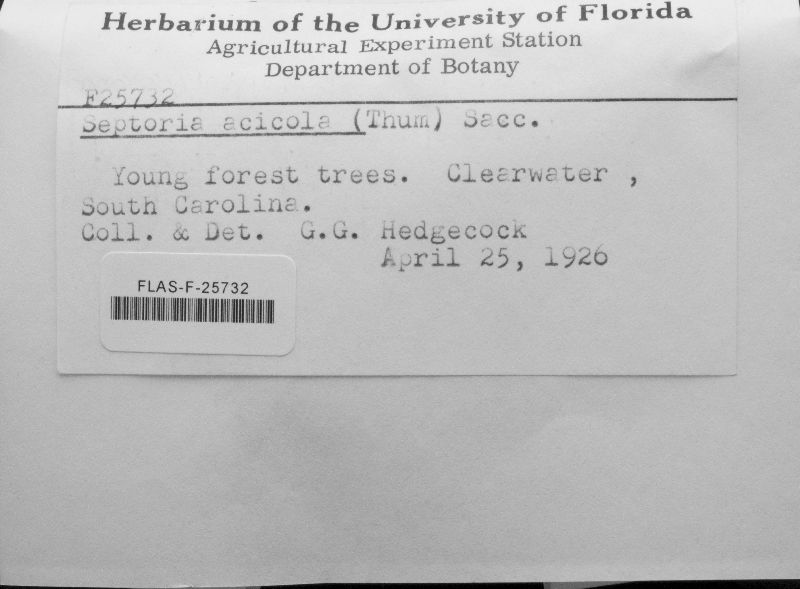 Herbarium of the University of Florida
Agricultural Experiment Station
Department of Botany
F25732
Septoria acicola (Thum) Sacc.
Young forest trees. Clearwater ,
South Carolina.
Coll. & Det. G.G. Hedgecock
April 25, 1926
FLAS-F-25732